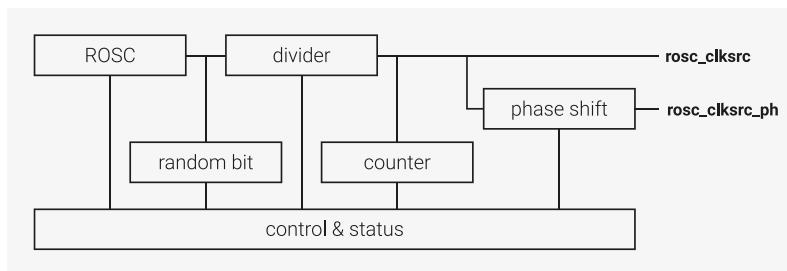 ROSC
divider
rosc_clksrc
phase shift
rosc_clksrc_ph
random bit
counter
control & status